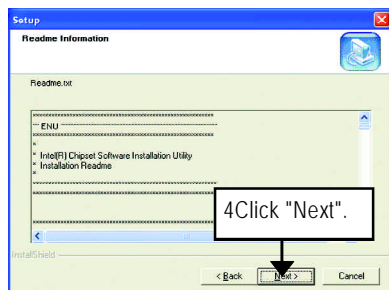 Setup
Readme Information
Readme.txt
************************************************
-- ENU --------------------------------
************************************************
*
* Intel(R) Chipset Software Installation Utility
* Installation Readme
*
************************************************
************************************************
4Click "Next".
InstallShield
< Back
Next >
Cancel